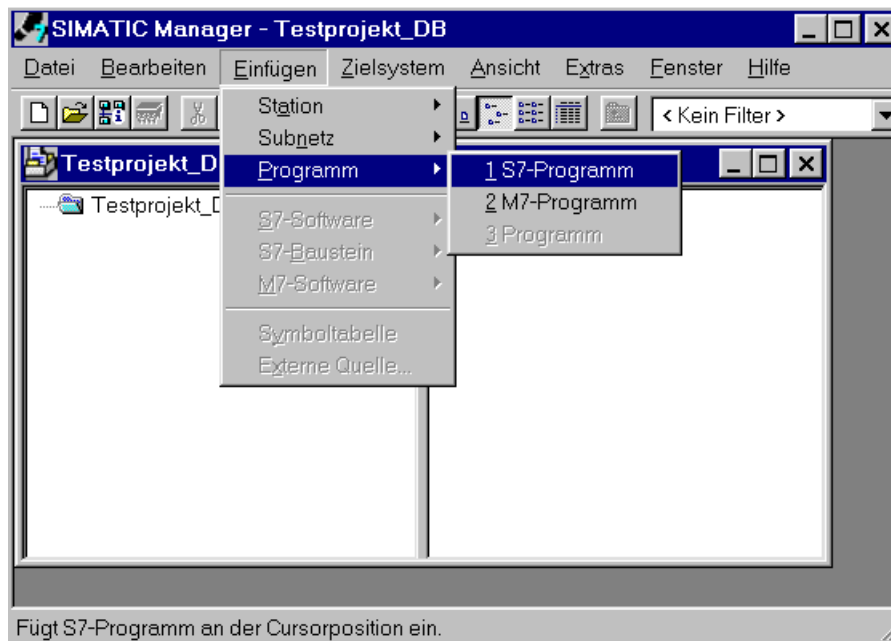 SIMATIC Manager - Testprojekt_DB
Datei Bearbeiten Einfügen Zielsystem Ansicht Extras Fenster Hilfe
< Kein Filter >
Station
Subnetz
Programm
S7-Software
S7-Baustein
M7-Software
Symboltabelle
Externe Quelle...
1 S7-Programm
2 M7-Programm
3 Programm
Testprojekt_D
Testprojekt_D
Fügt S7-Programm an der Cursorposition ein.